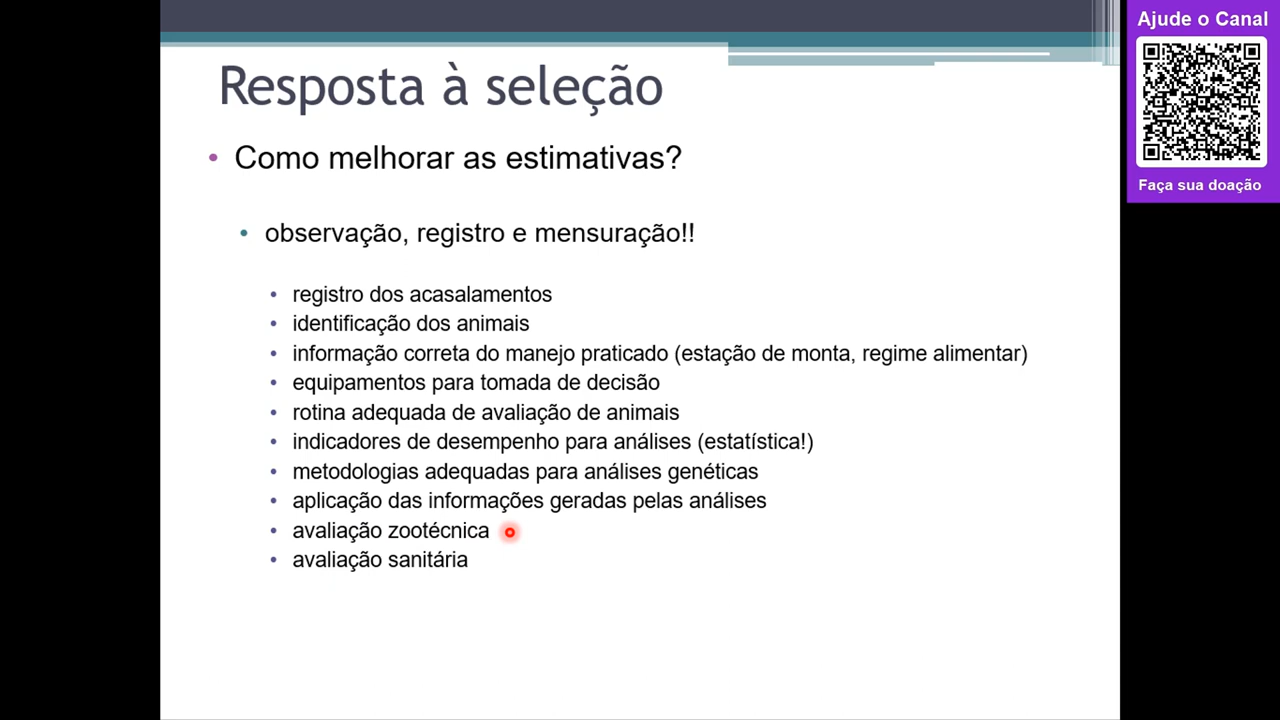 Ajude o Canal
Resposta à seleção
Como melhorar as estimativas?
Faça sua doação
observação, registro e mensuração!!
registro dos acasalamentos
identificação dos animais
informação correta do manejo praticado (estação de monta, regime alimentar)
equipamentos para tomada de decisão
rotina adequada de avaliação de animais
indicadores de desempenho para análises (estatística!)
metodologias adequadas para análises genéticas
aplicação das informações geradas pelas análises
avaliação zootécnica
avaliação sanitária